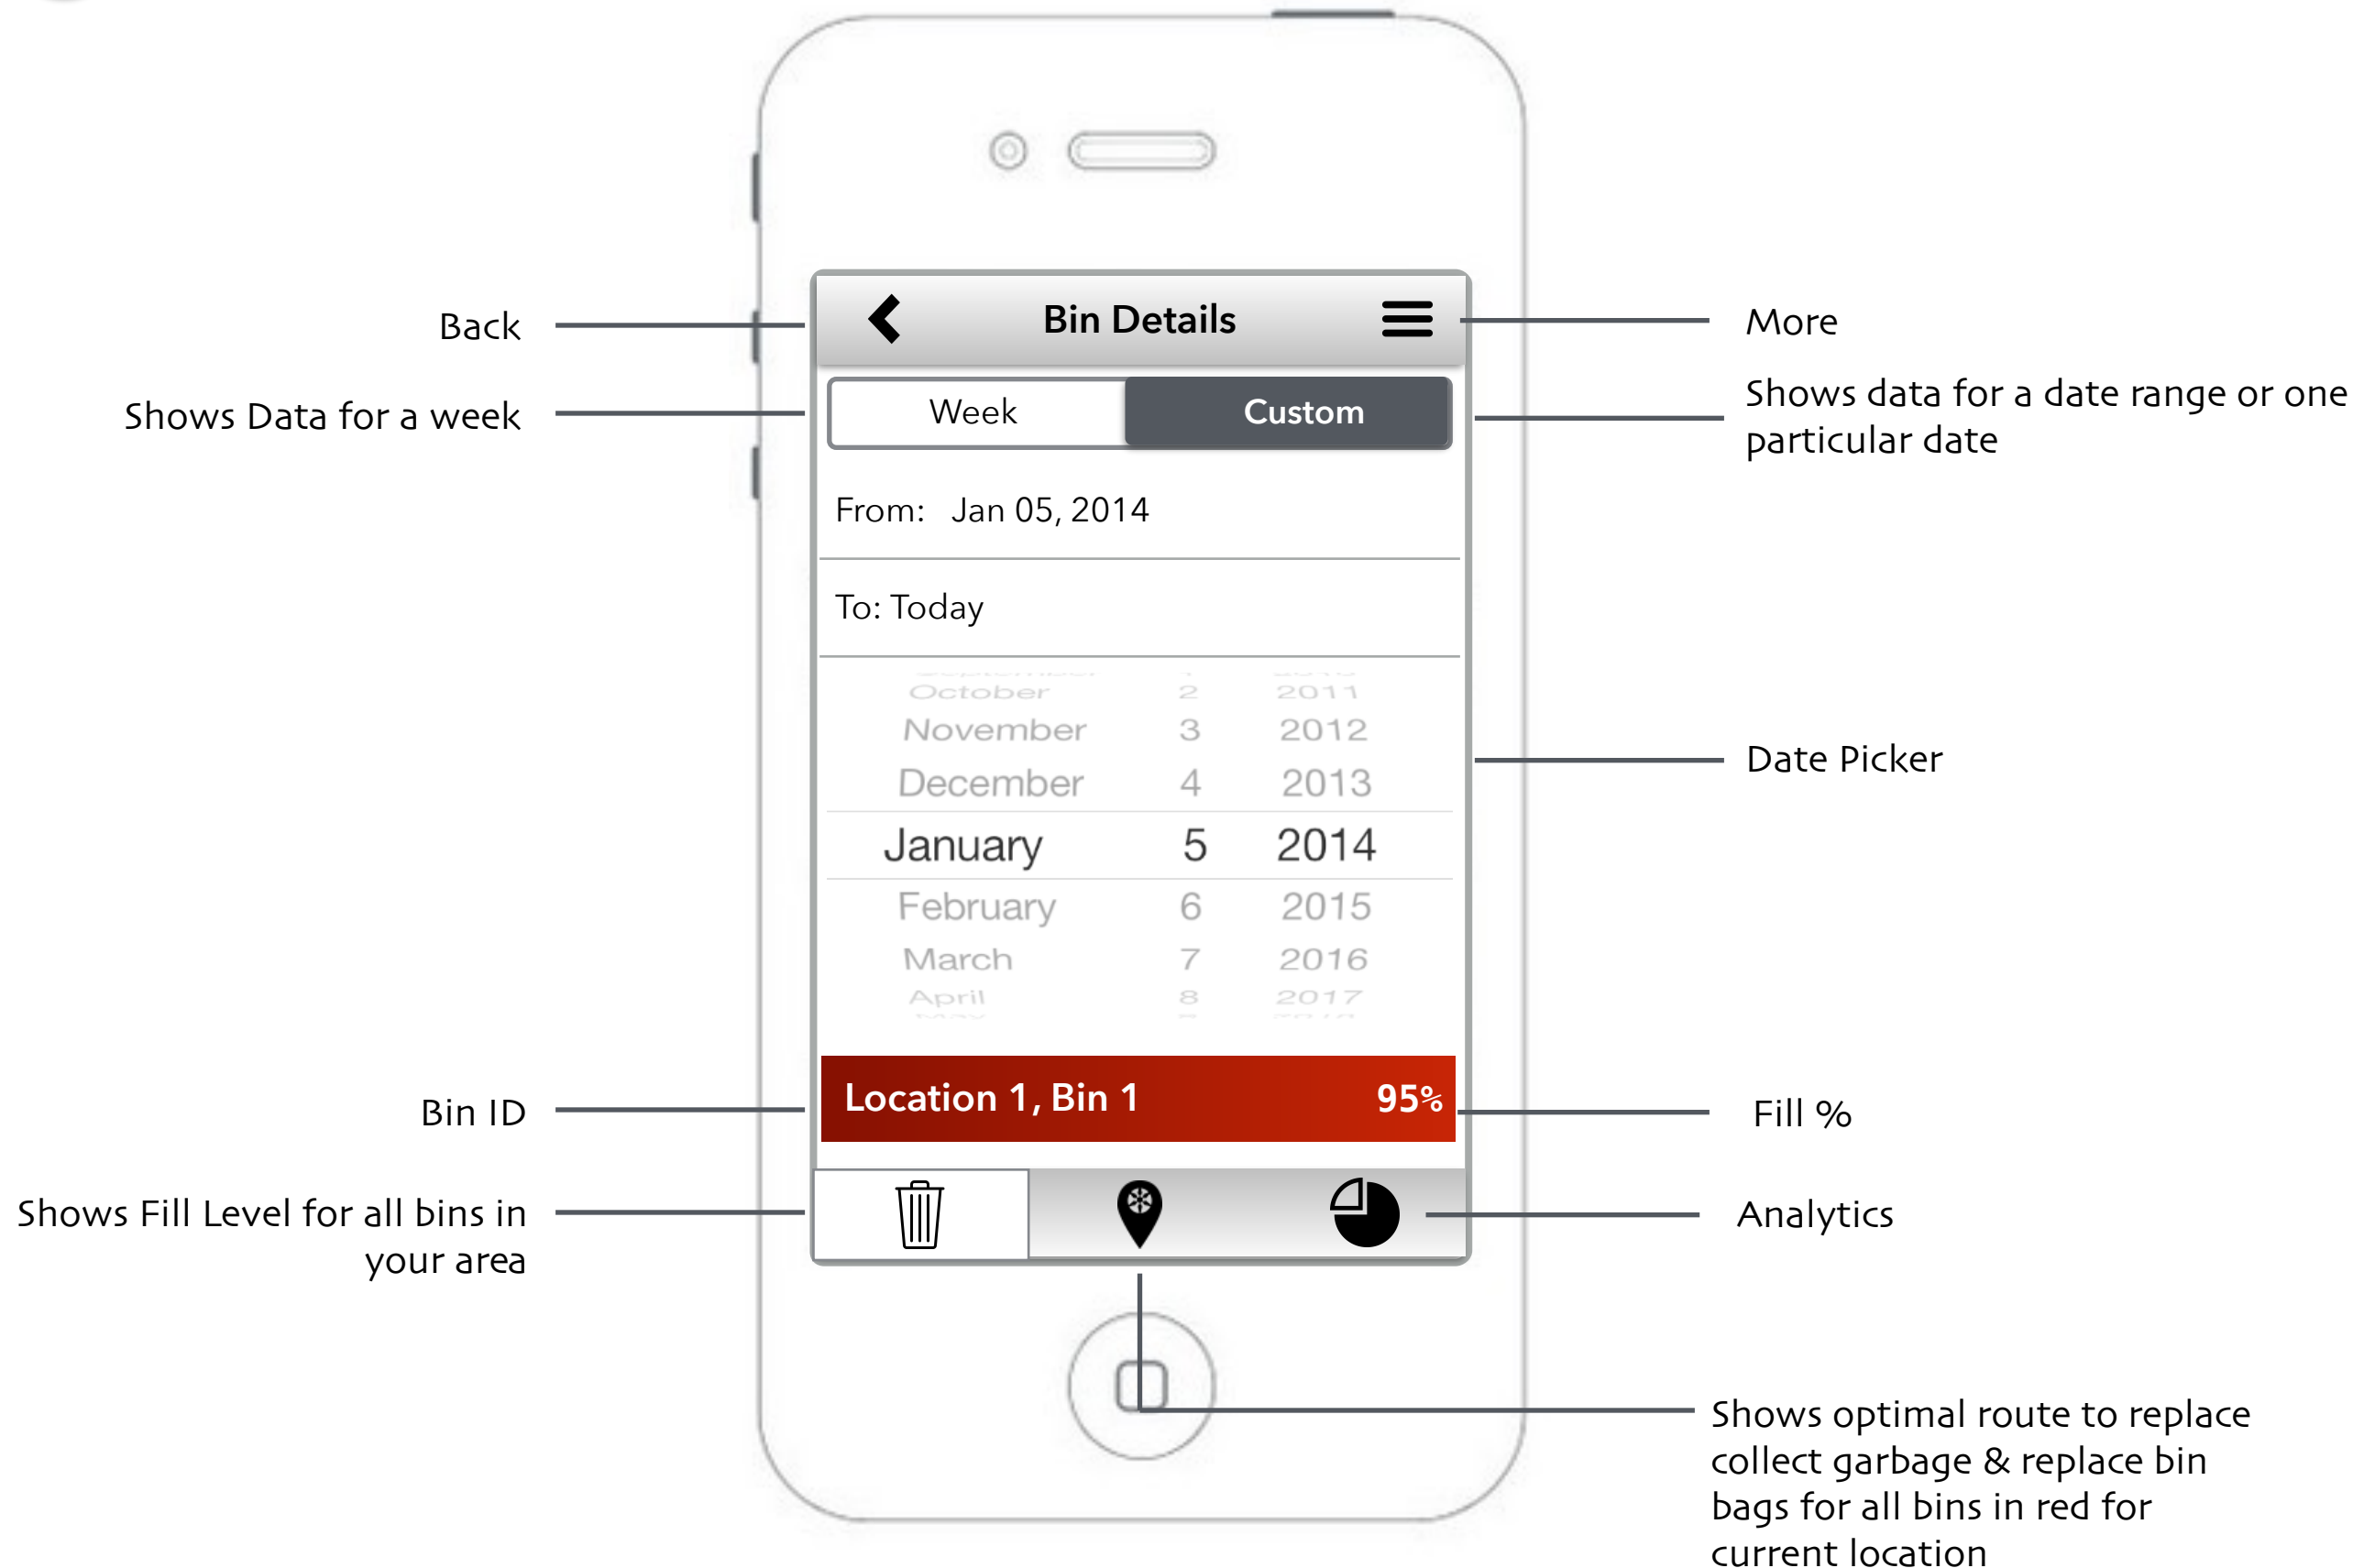 Back
Bin Details
More
Shows Data for a week
Week
Custom
Shows data for a date range or one
particular date
From: Jan 05, 2014
To: Today
October 2 2011
November 3 2012
December 4 2013
January 5 2014
February 6 2015
March 7 2016
April 8 2017
Date Picker
Bin ID
Location 1, Bin 1
95%
Fill %
Shows Fill Level for all bins in
your area
Analytics
Shows optimal route to replace
collect garbage & replace bin
bags for all bins in red for
current location